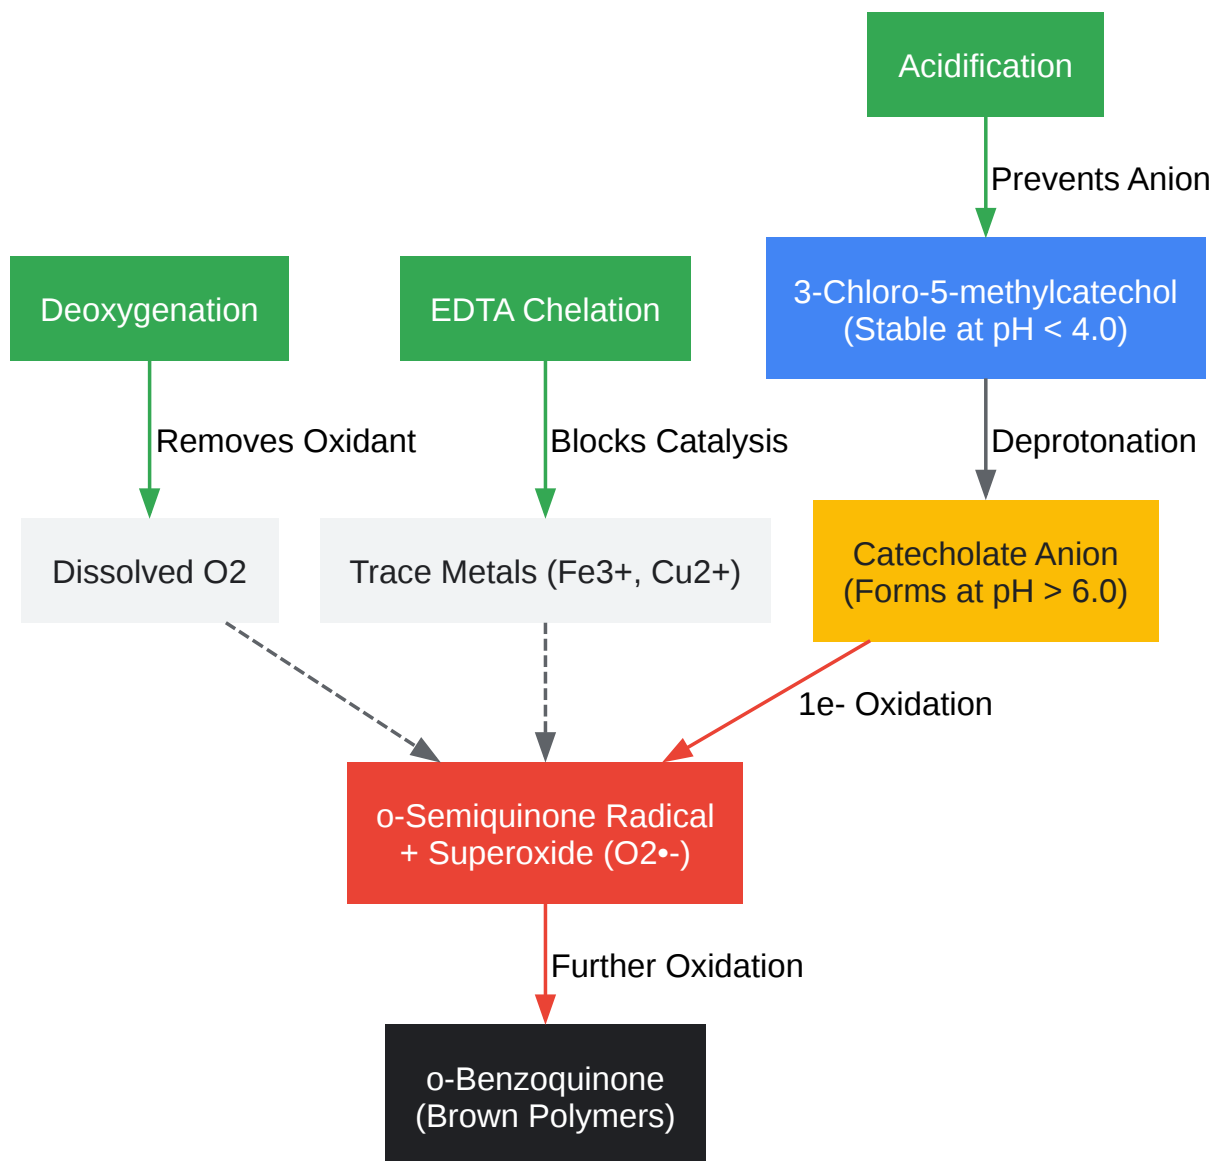 Acidification
Prevents Anion
Deoxygenation
EDTA Chelation
3-Chloro-5-methylcatechol
(Stable at pH < 4.0)
Removes Oxidant
Blocks Catalysis
Deprotonation
Dissolved O2
Trace Metals (Fe3+, Cu2+)
Catecholate Anion
(Forms at pH > 6.0)
1e- Oxidation
o-Semiquinone Radical
+ Superoxide (O2•-)
Further Oxidation
o-Benzoquinone
(Brown Polymers)